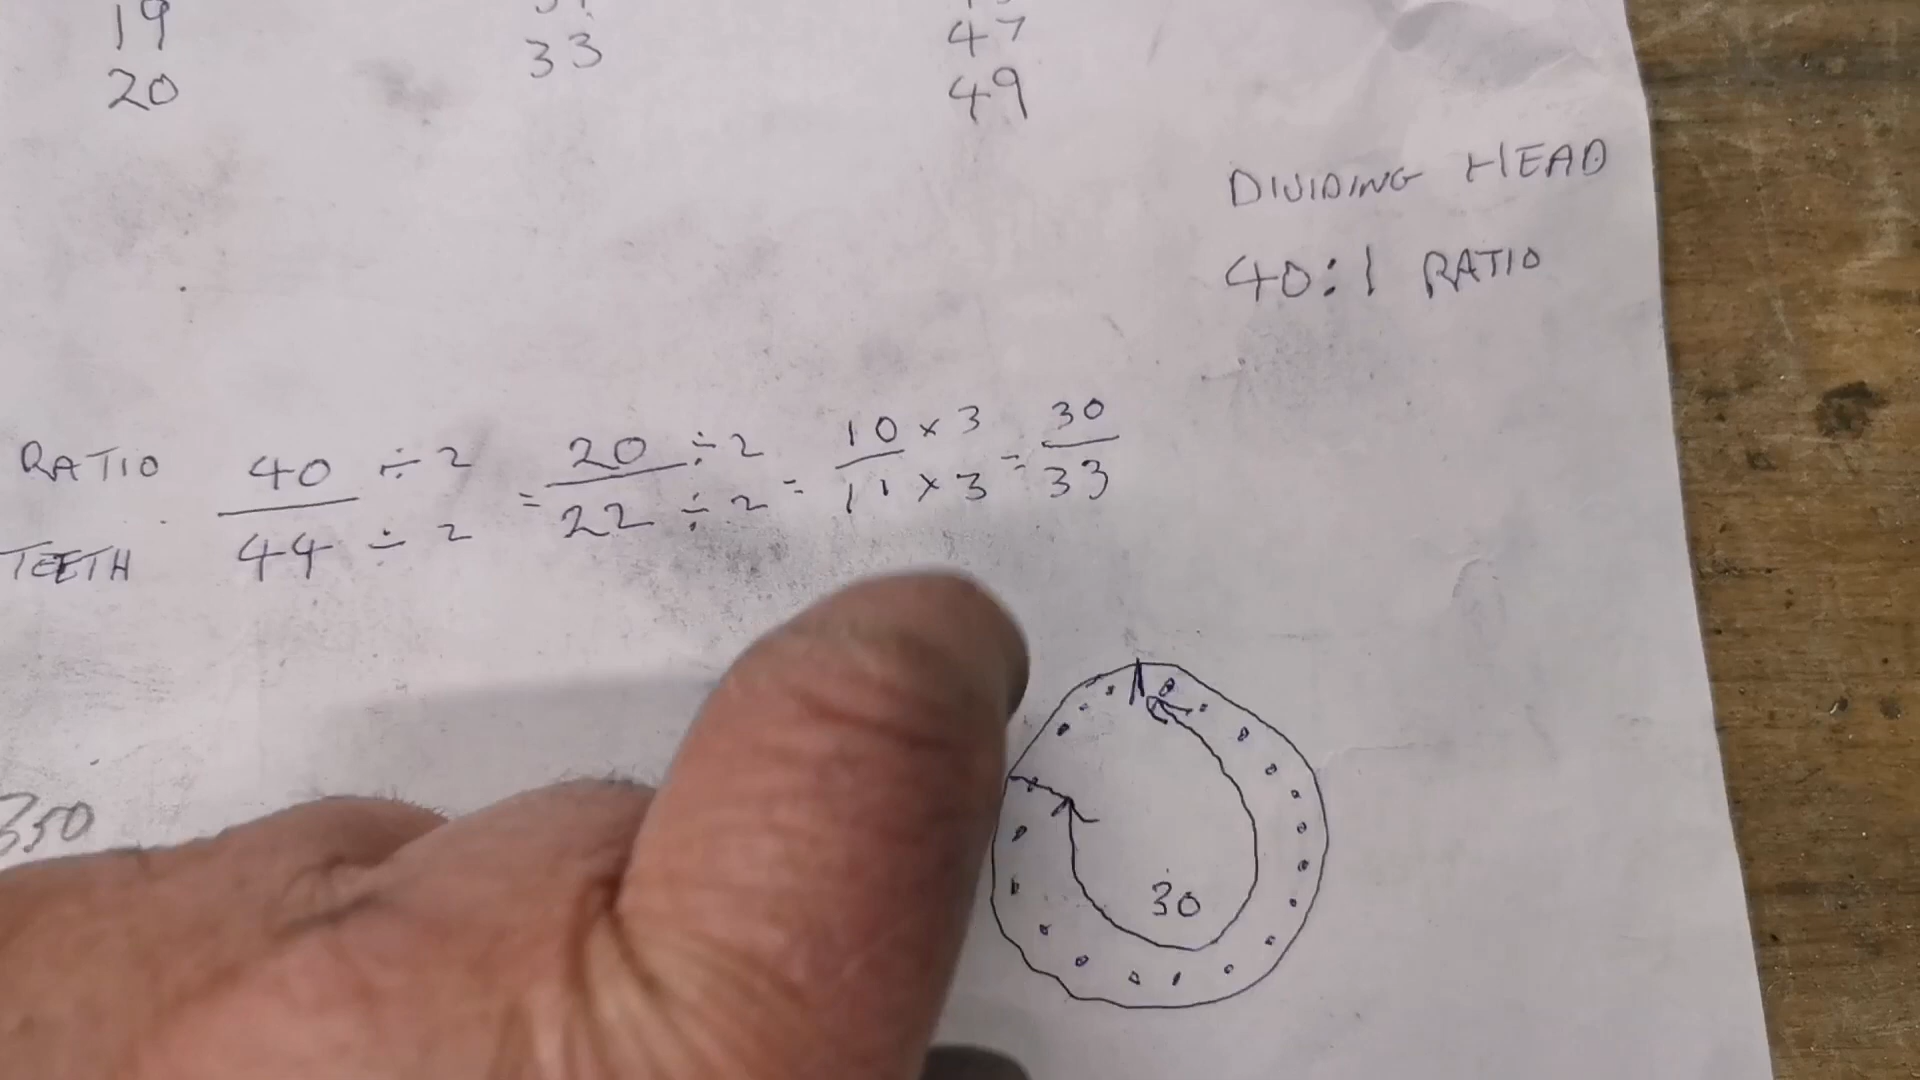 19 33 47
20 49
DIVIDING HEAD
40:1 RATIO
RATIO 40 ÷ 2 = 20 ÷ 2 = 10 × 3 = 30
TEETH 44 ÷ 2 22 ÷ 2 11 × 3 33
30
350